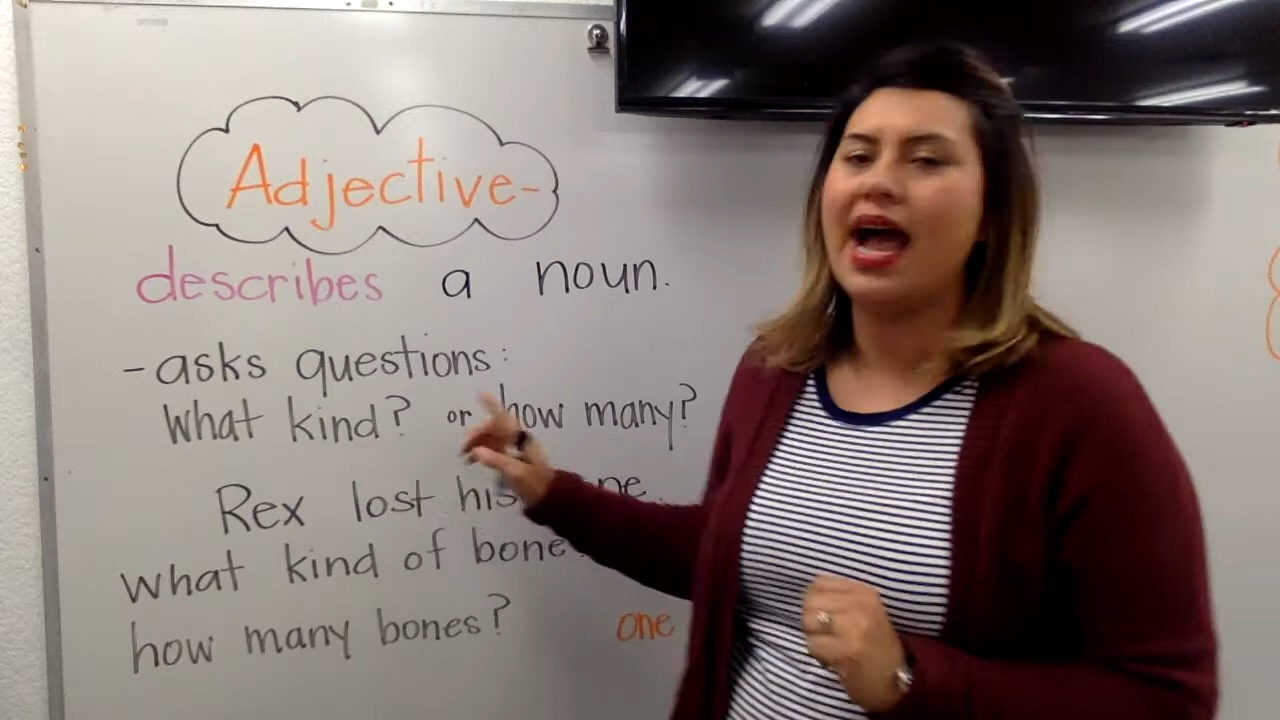 Adjective-
describes a noun.
-asks questions:
What kind? or how many?
Rex lost his
what kind of bone?
how many bones? one